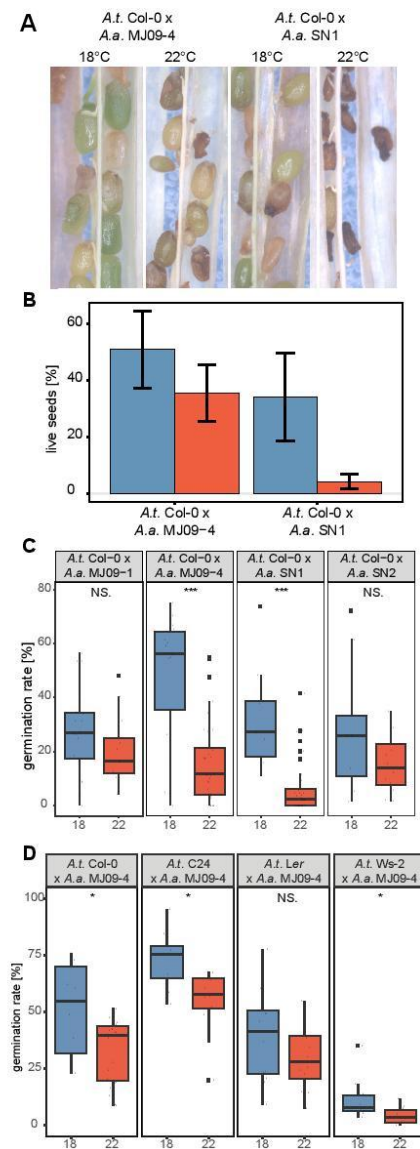 A
A.t. Col-0 x
A.a. MJ09-4
A.t. Col-0 x
A.a. SN1
18°C 22°C 18°C 22°C
B
live seeds [%]
60
40
20
0
A.t. Col-0 x
A.a. MJ09-4
A.t. Col-0 x
A.a. SN1
C
A.t. Col-0 x
A.a. MJ09-1
A.t. Col-0 x
A.a. MJ09-4
A.t. Col-0 x
A.a. SN1
A.t. Col-0 x
A.a. SN2
NS. *** *** NS.
germination rate [%]
80
60
40
20
0
18 22 18 22 18 22 18 22
D
A.t. Col-0
x A.a. MJ09-4
A.t. C24
x A.a. MJ09-4
A.t. Ler
x A.a. MJ09-4
A.t. Ws-2
x A.a. MJ09-4
* * NS. *
germination rate [%]
100
75
50
25
0
18 22 18 22 18 22 18 22